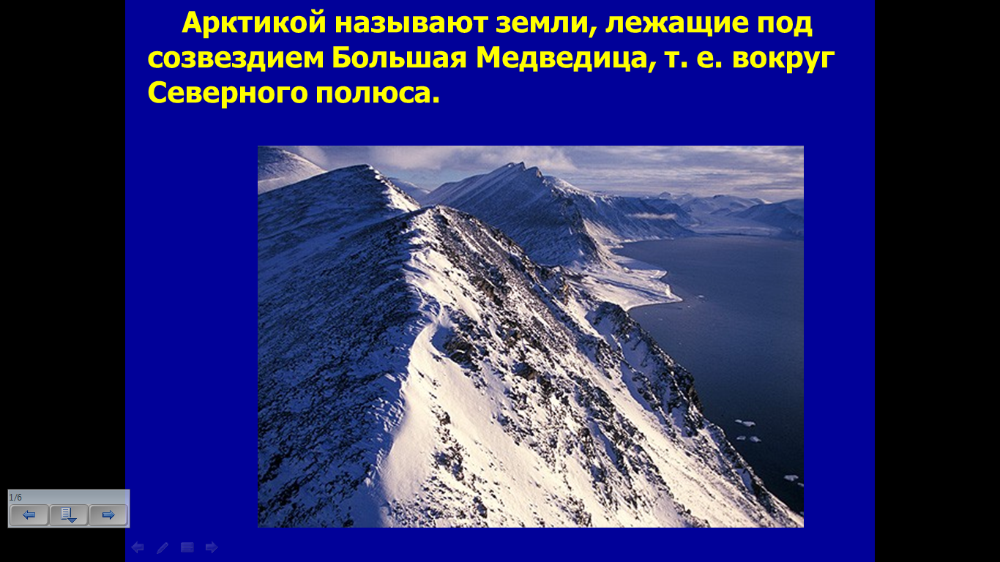 Арктикой называют земли, лежащие под
созвездием Большая Медведица, т. е. вокруг
Северного полюса.
1/6